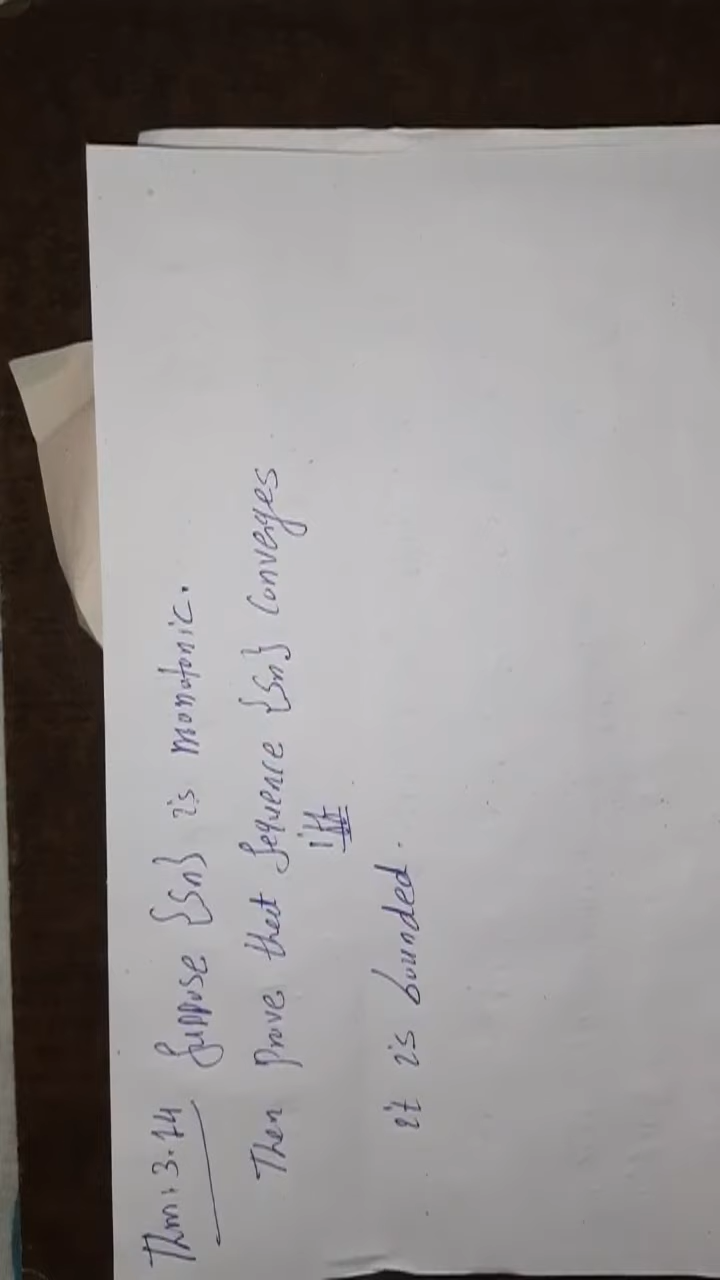 Thm: 3.14 Suppose {Sn} is monotonic.
Then prove that sequence {Sn} converges
iff
it is bounded.